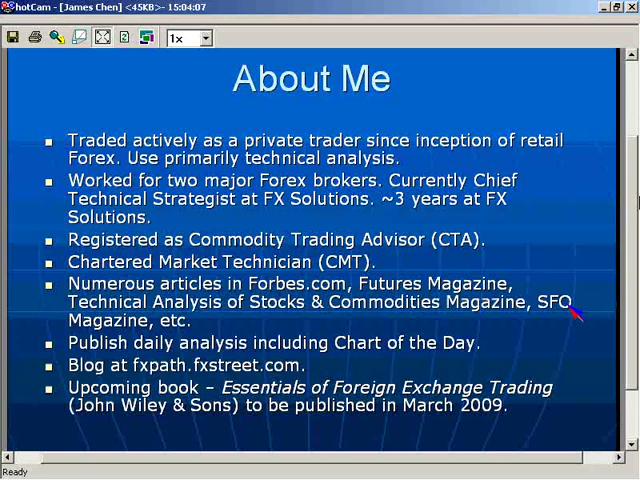 hotCam - [James Chen] <45KB>- 15:04:07
1x
About Me
Traded actively as a private trader since inception of retail
Forex. Use primarily technical analysis.
Worked for two major Forex brokers. Currently Chief
Technical Strategist at FX Solutions. ~3 years at FX
Solutions.
Registered as Commodity Trading Advisor (CTA).
Chartered Market Technician (CMT).
Numerous articles in Forbes.com, Futures Magazine,
Technical Analysis of Stocks & Commodities Magazine, SFO
Magazine, etc.
Publish daily analysis including Chart of the Day.
Blog at fxpath.fxstreet.com.
Upcoming book – Essentials of Foreign Exchange Trading
(John Wiley & Sons) to be published in March 2009.
Ready